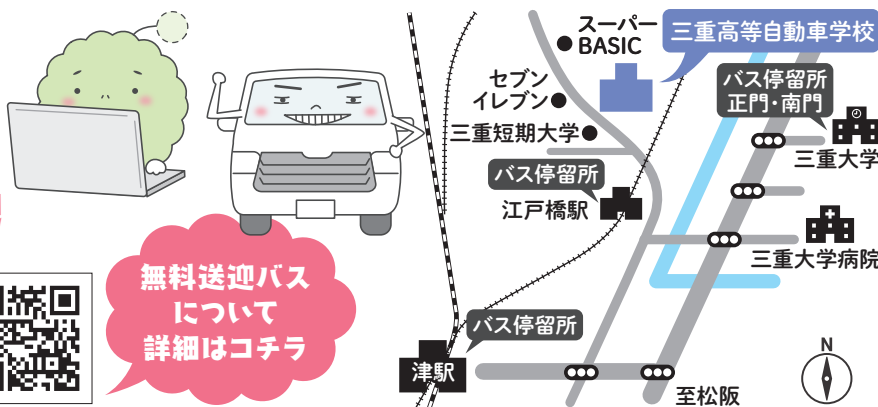 スーパー
BASIC
三重高等自動車学校
セブン
イレブン
バス停留所
正門・南門
三重短期大学
三重大学
バス停留所
江戸橋駅
三重大学病院
無料送迎バス
について
詳細はコチラ
バス停留所
津駅
至松阪
N